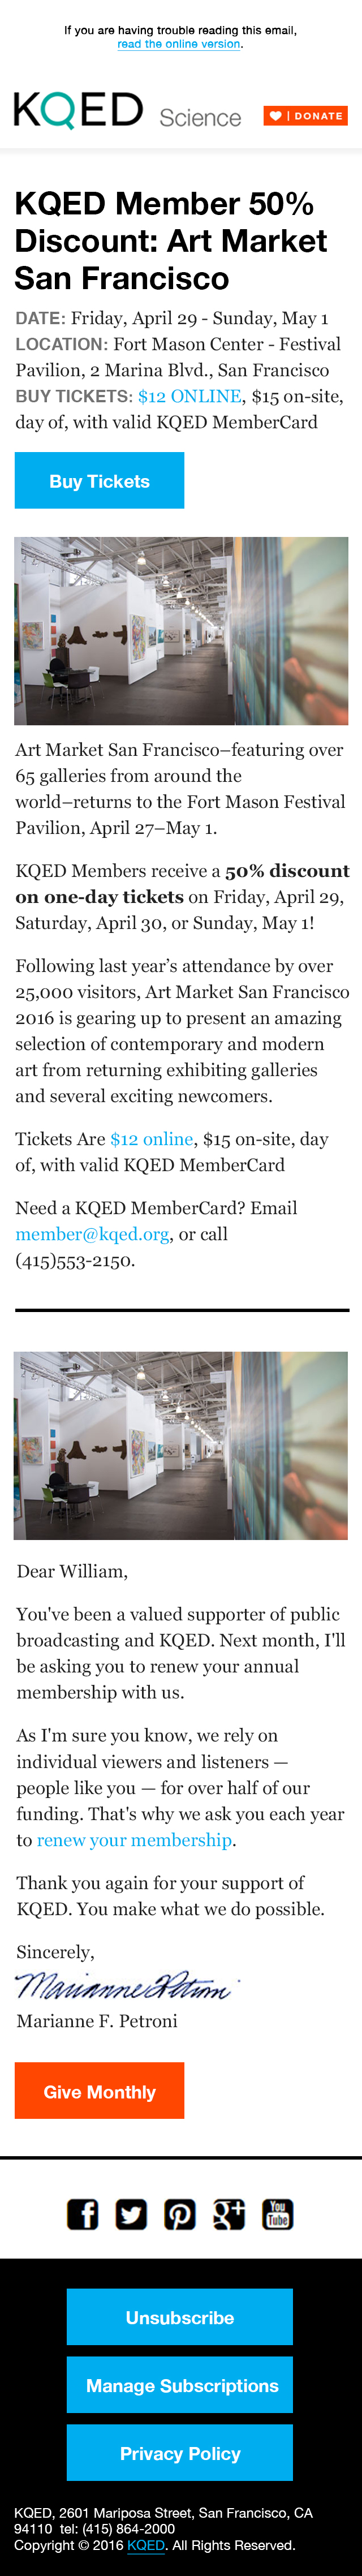 If you are having trouble reading this email,
read the online version.
KQED Science | DONATE
KQED Member 50%
Discount: Art Market
San Francisco
DATE: Friday, April 29 - Sunday, May 1
LOCATION: Fort Mason Center - Festival
Pavilion, 2 Marina Blvd., San Francisco
BUY TICKETS: $12 ONLINE, $15 on-site,
day of, with valid KQED MemberCard
Buy Tickets
Art Market San Francisco–featuring over
65 galleries from around the
world–returns to the Fort Mason Festival
Pavilion, April 27–May 1.
KQED Members receive a 50% discount
on one-day tickets on Friday, April 29,
Saturday, April 30, or Sunday, May 1!
Following last year’s attendance by over
25,000 visitors, Art Market San Francisco
2016 is gearing up to present an amazing
selection of contemporary and modern
art from returning exhibiting galleries
and several exciting newcomers.
Tickets Are $12 online, $15 on-site, day
of, with valid KQED MemberCard
Need a KQED MemberCard? Email
member@kqed.org, or call
(415)553-2150.
Dear William,
You've been a valued supporter of public
broadcasting and KQED. Next month, I'll
be asking you to renew your annual
membership with us.
As I'm sure you know, we rely on
individual viewers and listeners —
people like you — for over half of our
funding. That's why we ask you each year
to renew your membership.
Thank you again for your support of
KQED. You make what we do possible.
Sincerely,
Marianne Petroni
Marianne F. Petroni
Give Monthly
f P g+ You Tube
Unsubscribe
Manage Subscriptions
Privacy Policy
KQED, 2601 Mariposa Street, San Francisco, CA
94110 tel: (415) 864-2000
Copyright © 2016 KQED. All Rights Reserved.